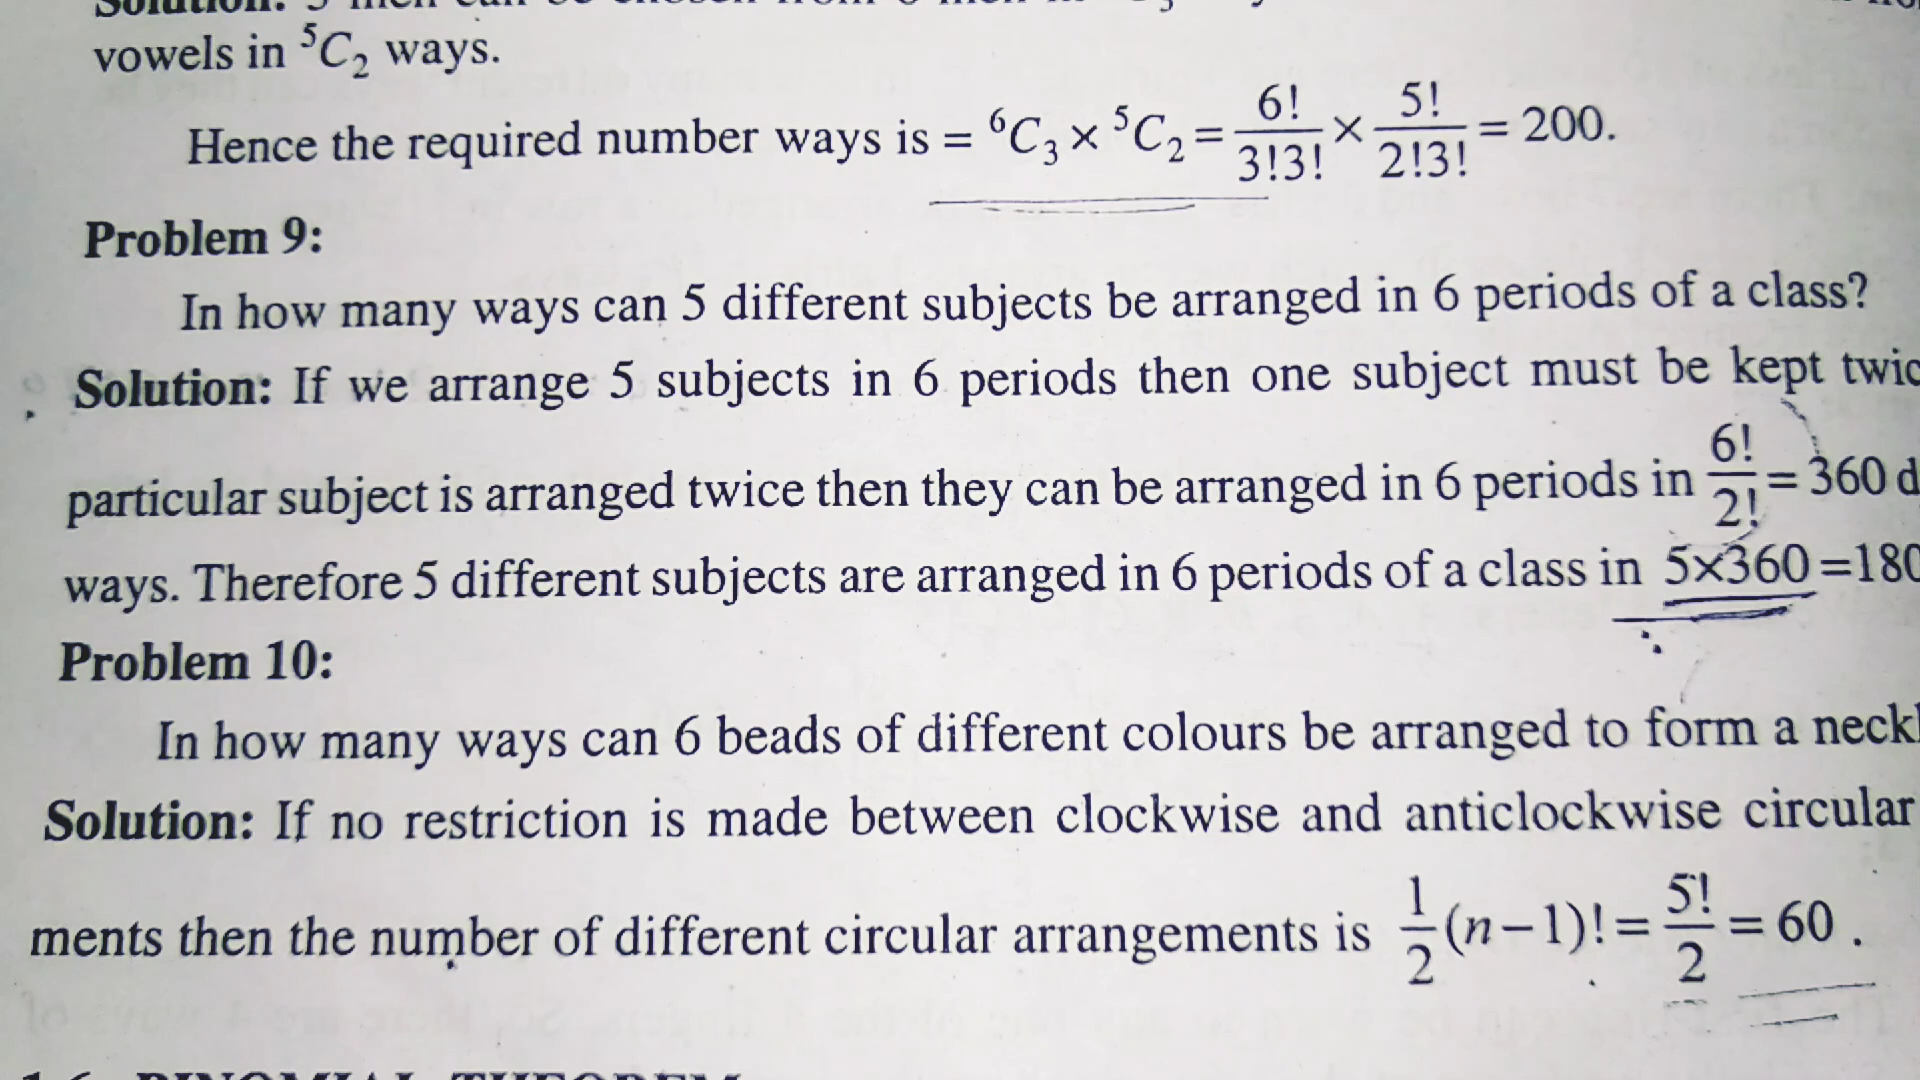 vowels in ⁵C₂ ways.
Hence the required number ways is = ⁶C₃ × ⁵C₂ = 6!/3!3! × 5!/2!3! = 200.
Problem 9:
In how many ways can 5 different subjects be arranged in 6 periods of a class?
Solution: If we arrange 5 subjects in 6 periods then one subject must be kept twic
particular subject is arranged twice then they can be arranged in 6 periods in 6!/2! = 360 d
ways. Therefore 5 different subjects are arranged in 6 periods of a class in 5×360 =180
Problem 10:
In how many ways can 6 beads of different colours be arranged to form a neckl
Solution: If no restriction is made between clockwise and anticlockwise circular
ments then the number of different circular arrangements is 1/2 (n−1)! = 5!/2 = 60 .